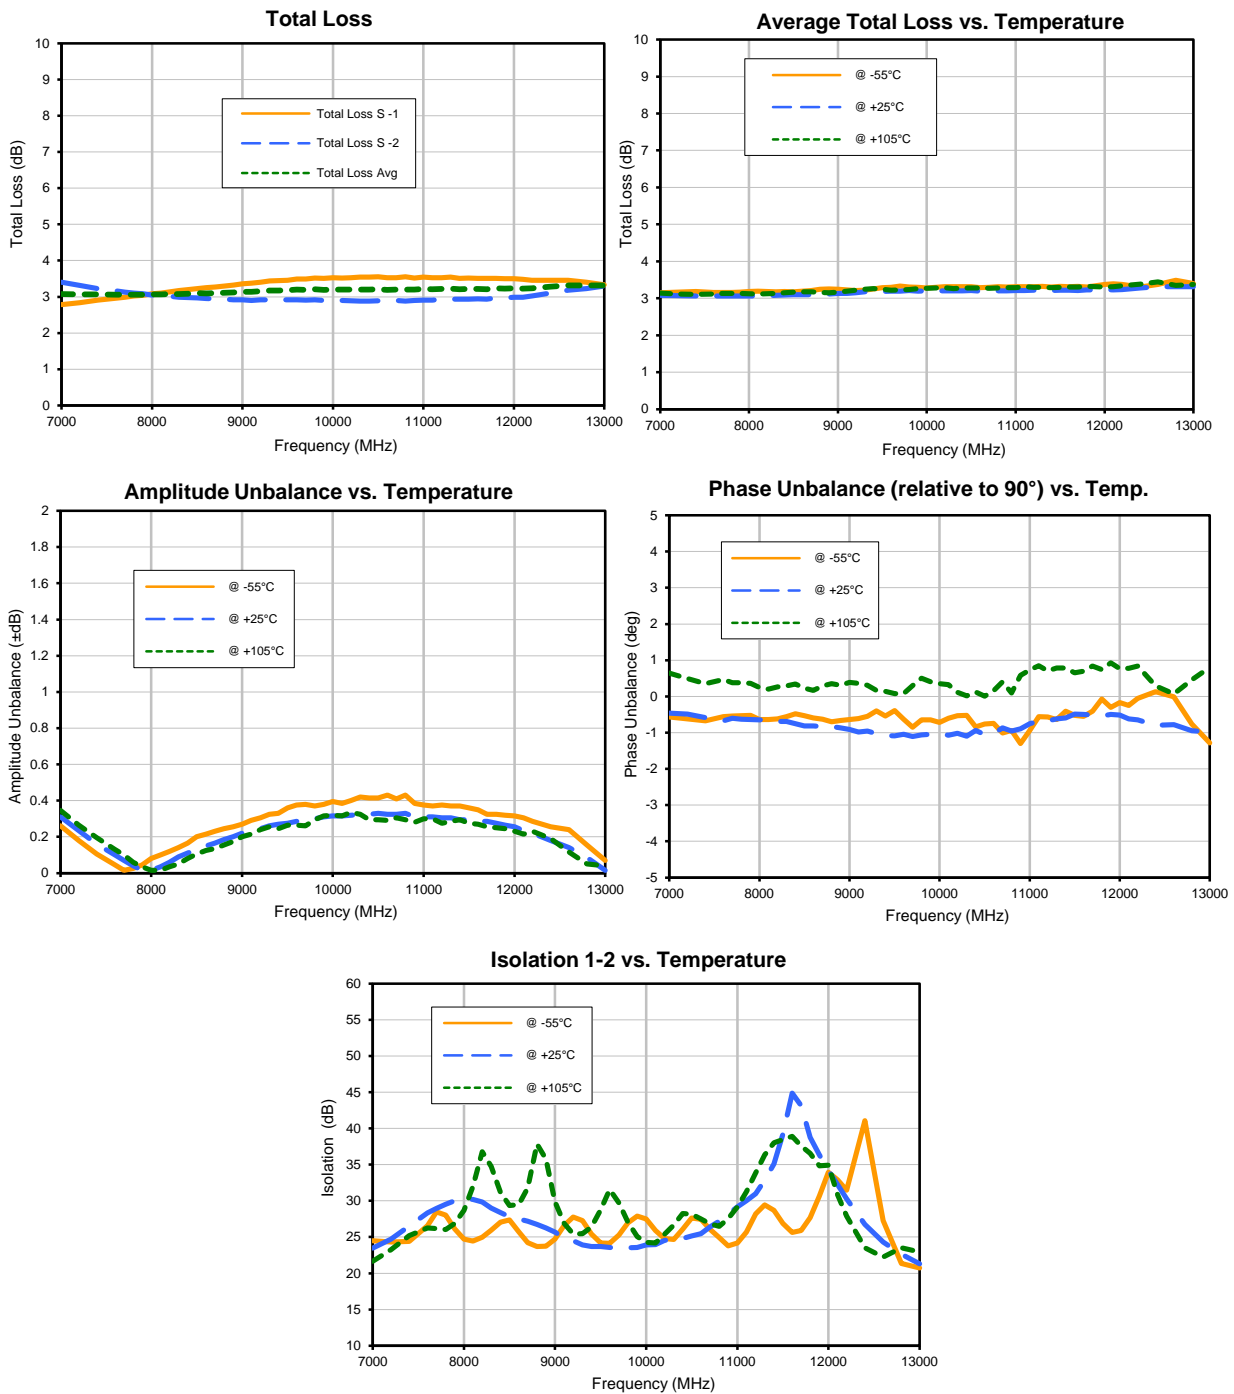 Total Loss
10
9
8
7
6
5
4
3
2
1
0
Total Loss (dB)
Total Loss S -1
Total Loss S -2
Total Loss Avg
7000 8000 9000 10000 11000 12000 13000
Frequency (MHz)
Average Total Loss vs. Temperature
10
9
8
7
6
5
4
3
2
1
0
Total Loss (dB)
@ -55°C
@ +25°C
@ +105°C
7000 8000 9000 10000 11000 12000 13000
Frequency (MHz)
Amplitude Unbalance vs. Temperature
2
1.8
1.6
1.4
1.2
1
0.8
0.6
0.4
0.2
0
Amplitude Unbalance (±dB)
@ -55°C
@ +25°C
@ +105°C
7000 8000 9000 10000 11000 12000 13000
Frequency (MHz)
Phase Unbalance (relative to 90°) vs. Temp.
5
4
3
2
1
0
-1
-2
-3
-4
-5
Phase Unbalance (deg)
@ -55°C
@ +25°C
@ +105°C
7000 8000 9000 10000 11000 12000 13000
Frequency (MHz)
Isolation 1-2 vs. Temperature
60
55
50
45
40
35
30
25
20
15
10
Isolation (dB)
@ -55°C
@ +25°C
@ +105°C
7000 8000 9000 10000 11000 12000 13000
Frequency (MHz)